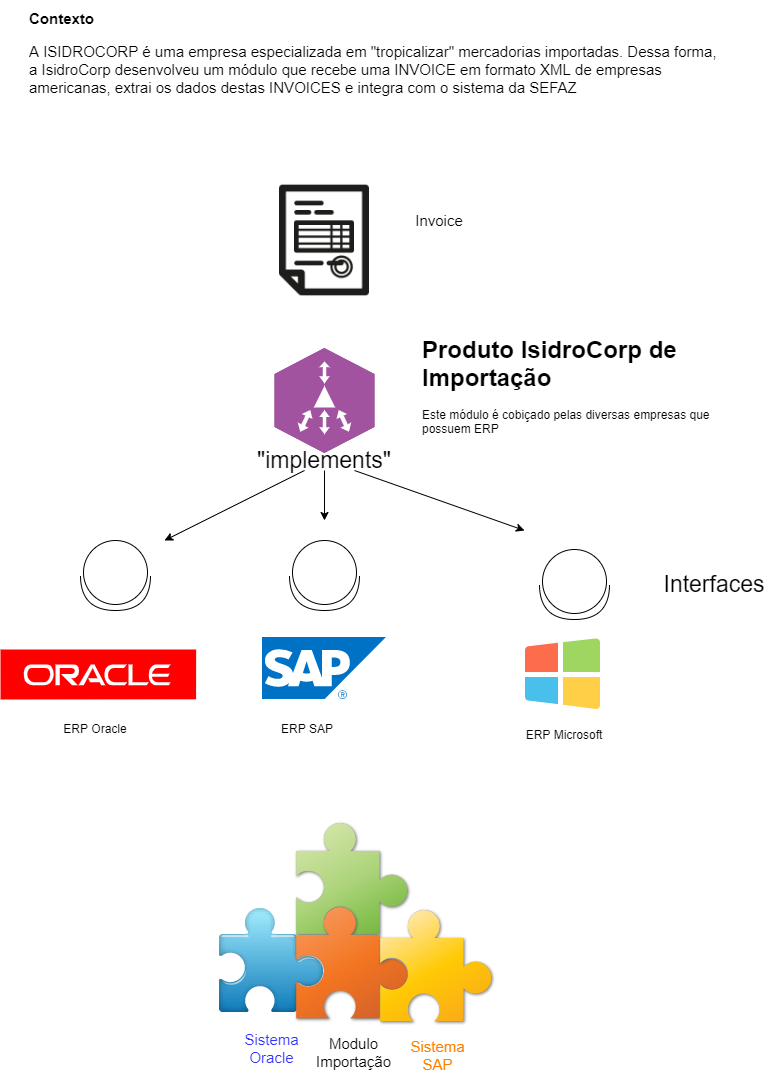 Contexto
A ISIDROCORP é uma empresa especializada em "tropicalizar" mercadorias importadas. Dessa forma,
a IsidroCorp desenvolveu um módulo que recebe uma INVOICE em formato XML de empresas
americanas, extrai os dados destas INVOICES e integra com o sistema da SEFAZ
Invoice
Produto IsidroCorp de
Importação
Este módulo é cobiçado pelas diversas empresas que
possuem ERP
"implements"
Interfaces
ORACLE
SAP®
ERP Oracle
ERP SAP
ERP Microsoft
Sistema
Oracle
Modulo
Importação
Sistema
SAP